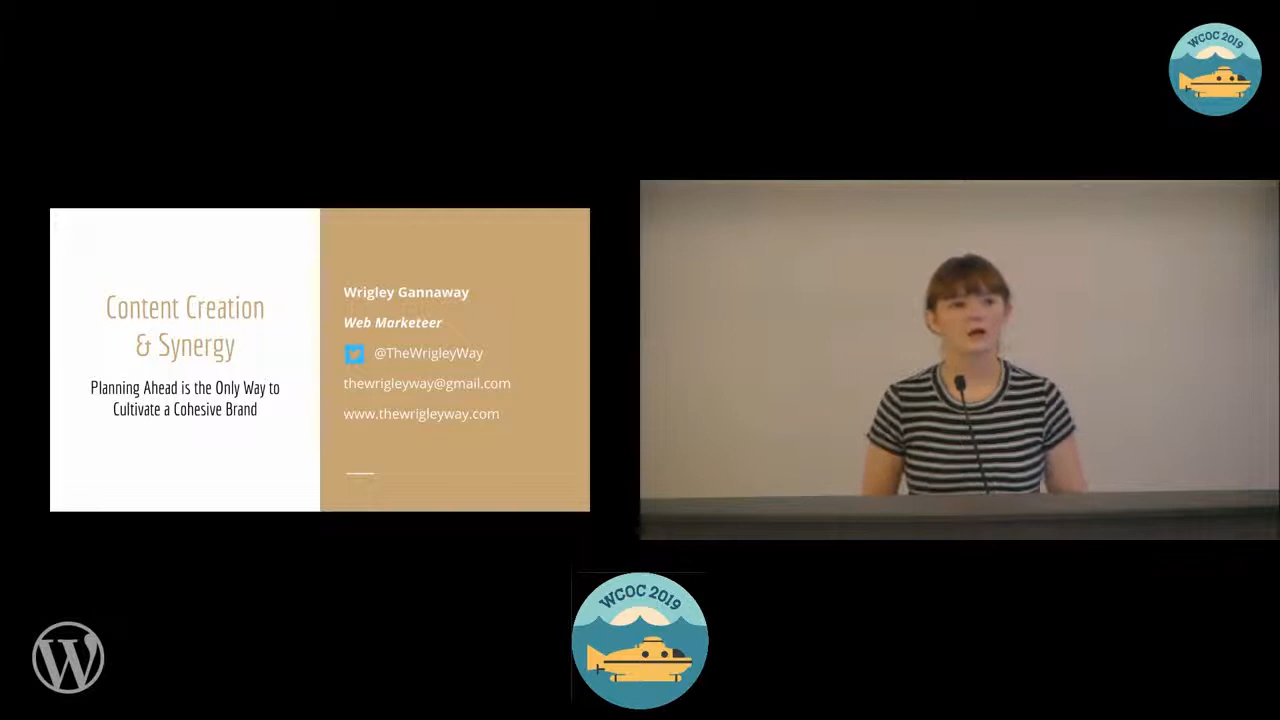 WCOC 2019
Content Creation
& Synergy
Planning Ahead is the Only Way to
Cultivate a Cohesive Brand
Wrigley Gannaway
Web Marketeer
@TheWrigleyWay
thewrigleyway@gmail.com
www.thewrigleyway.com
WCOC 2019
W